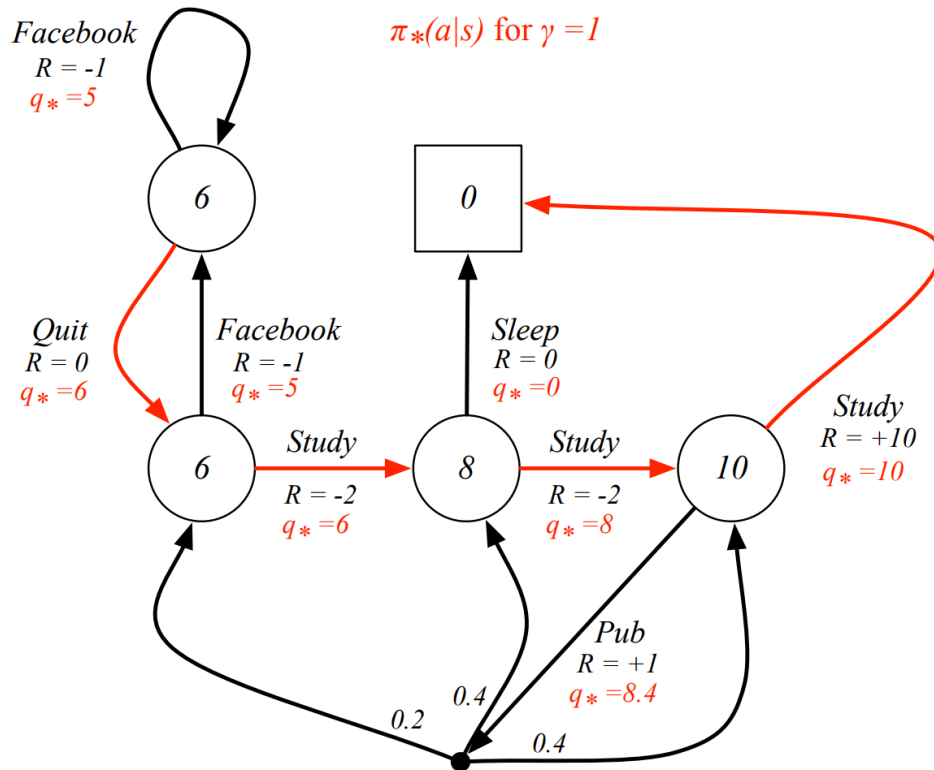 π*(a|s) for γ =1
Facebook
R = -1
q* =5
6
0
Quit
R = 0
q* =6
Facebook
R = -1
q* =5
Sleep
R = 0
q* =0
Study
R = +10
q* =10
6
Study
R = -2
q* =6
8
Study
R = -2
q* =8
10
Pub
R = +1
q* =8.4
0.2
0.4
0.4